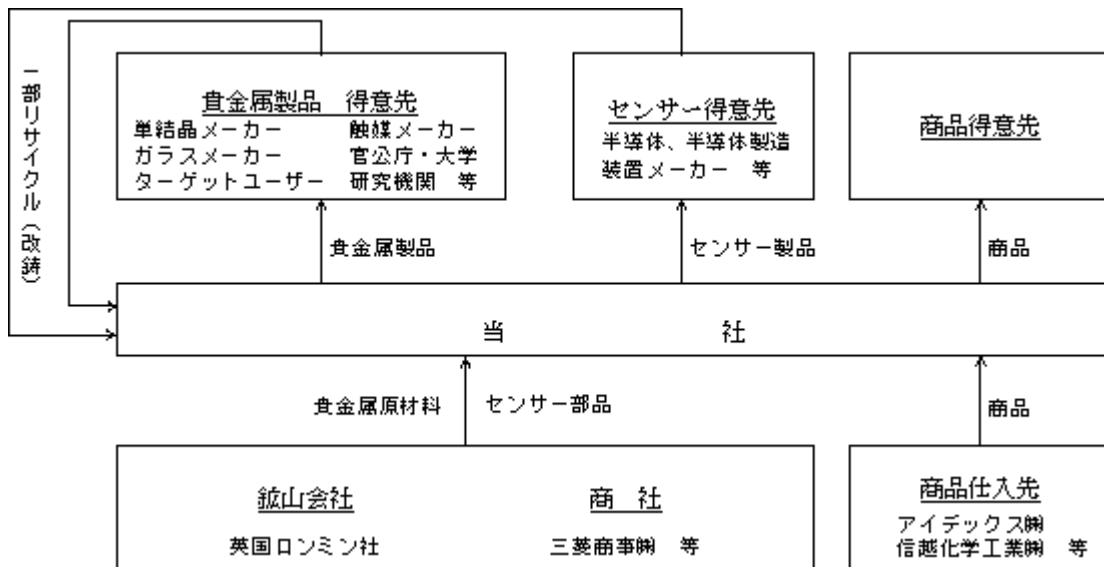 一部リサイクル(改鋳)
貴金属製品 得意先
単結晶メーカー 触媒メーカー
ガラスメーカー 官公庁・大学
ターゲットユーザー 研究機関 等
センサー得意先
半導体、半導体製造
装置メーカー 等
商品得意先
貴金属製品
センサー製品
商品
当 社
貴金属原材料 センサー部品
商品
鉱山会社
英国ロンミン社
商 社
三菱商事㈱ 等
商品仕入先
アイデックス㈱
信越化学工業㈱ 等